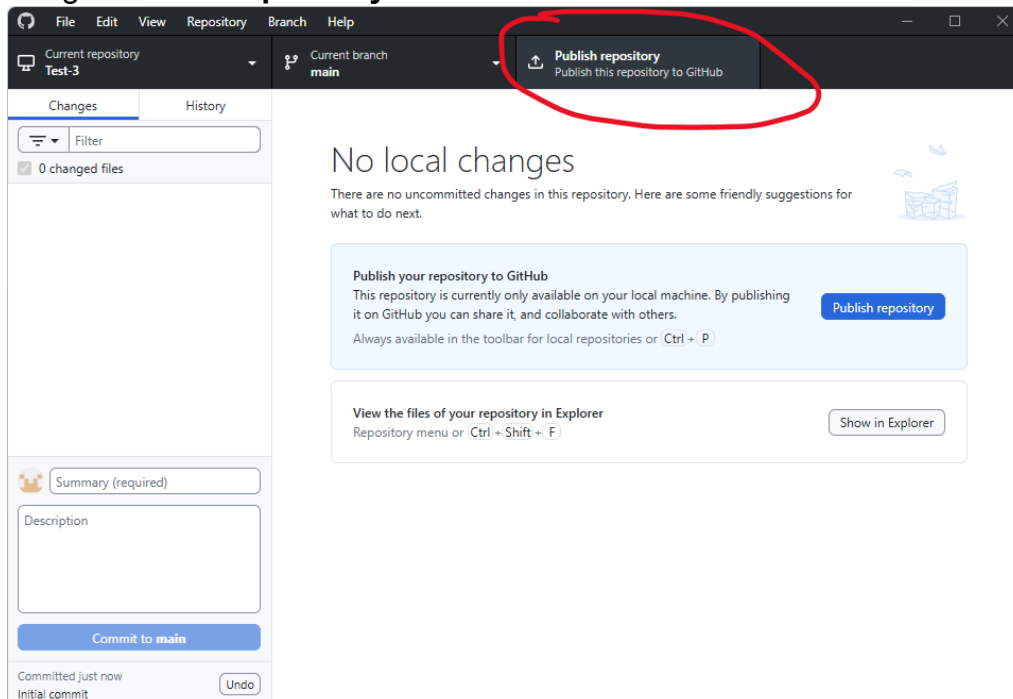 File Edit View Repository Branch Help
Current repository
Test-3
Current branch
main
Publish repository
Publish this repository to GitHub
Changes History
Filter
0 changed files
No local changes
There are no uncommitted changes in this repository. Here are some friendly suggestions for
what to do next.
Publish your repository to GitHub
This repository is currently only available on your local machine. By publishing
it on GitHub you can share it, and collaborate with others.
Always available in the toolbar for local repositories or Ctrl + P
Publish repository
View the files of your repository in Explorer
Repository menu or Ctrl + Shift + F
Show in Explorer
Summary (required)
Description
Commit to main
Committed just now
Initial commit
Undo